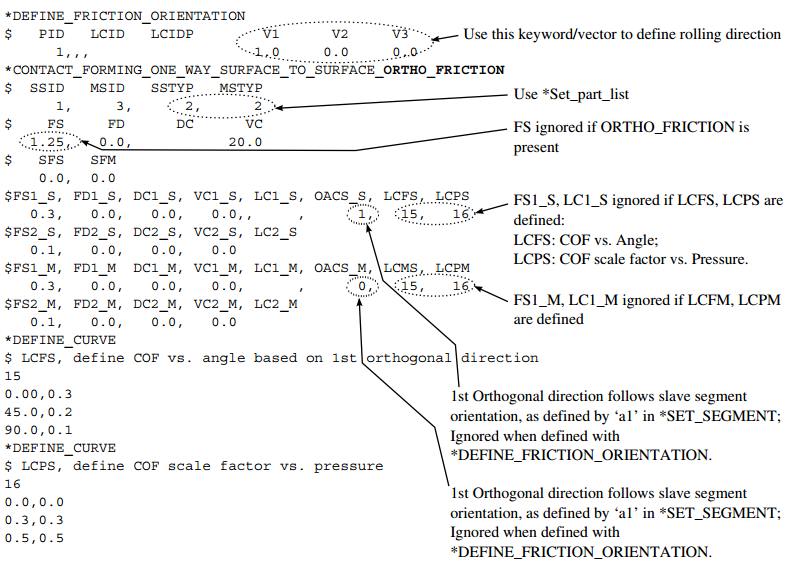 *DEFINE_FRICTION_ORIENTATION
$ PID LCID LCIDP V1 V2 V3
1,,, 1,0 0.0 0,0
Use this keyword/vector to define rolling direction
*CONTACT_FORMING_ONE_WAY_SURFACE_TO_SURFACE_ORTHO_FRICTION
$ SSID MSID SSTYP MSTYP
1, 3, 2, 2
Use *Set_part_list
$ FS FD DC VC
1.25, 0.0, 20.0
FS ignored if ORTHO_FRICTION is
present
$ SFS SFM
0.0, 0.0
$FS1_S, FD1_S, DC1_S, VC1_S, LC1_S, OACS_S, LCFS, LCPS
0.3, 0.0, 0.0, 0.0,, , 1, 15, 16
FS1_S, LC1_S ignored if LCFS, LCPS are
defined:
LCFS: COF vs. Angle;
LCPS: COF scale factor vs. Pressure.
$FS2_S, FD2_S, DC2_S, VC2_S, LC2_S
0.1, 0.0, 0.0, 0.0
$FS1_M, FD1_M DC1_M, VC1_M, LC1_M, OACS_M, LCMS, LCPM
0.3, 0.0, 0.0, 0.0, , 0, 15, 16
FS1_M, LC1_M ignored if LCFM, LCPM
are defined
$FS2_M, FD2_M, DC2_M, VC2_M, LC2_M
0.1, 0.0, 0.0, 0.0
*DEFINE_CURVE
$ LCFS, define COF vs. angle based on 1st orthogonal direction
15
0.00,0.3
45.0,0.2
90.0,0.1
*DEFINE_CURVE
$ LCPS, define COF scale factor vs. pressure
16
0.0,0.0
0.3,0.3
0.5,0.5
1st Orthogonal direction follows slave segment
orientation, as defined by ‘a1’ in *SET_SEGMENT;
Ignored when defined with
*DEFINE_FRICTION_ORIENTATION.
1st Orthogonal direction follows slave segment
orientation, as defined by ‘a1’ in *SET_SEGMENT;
Ignored when defined with
*DEFINE_FRICTION_ORIENTATION.